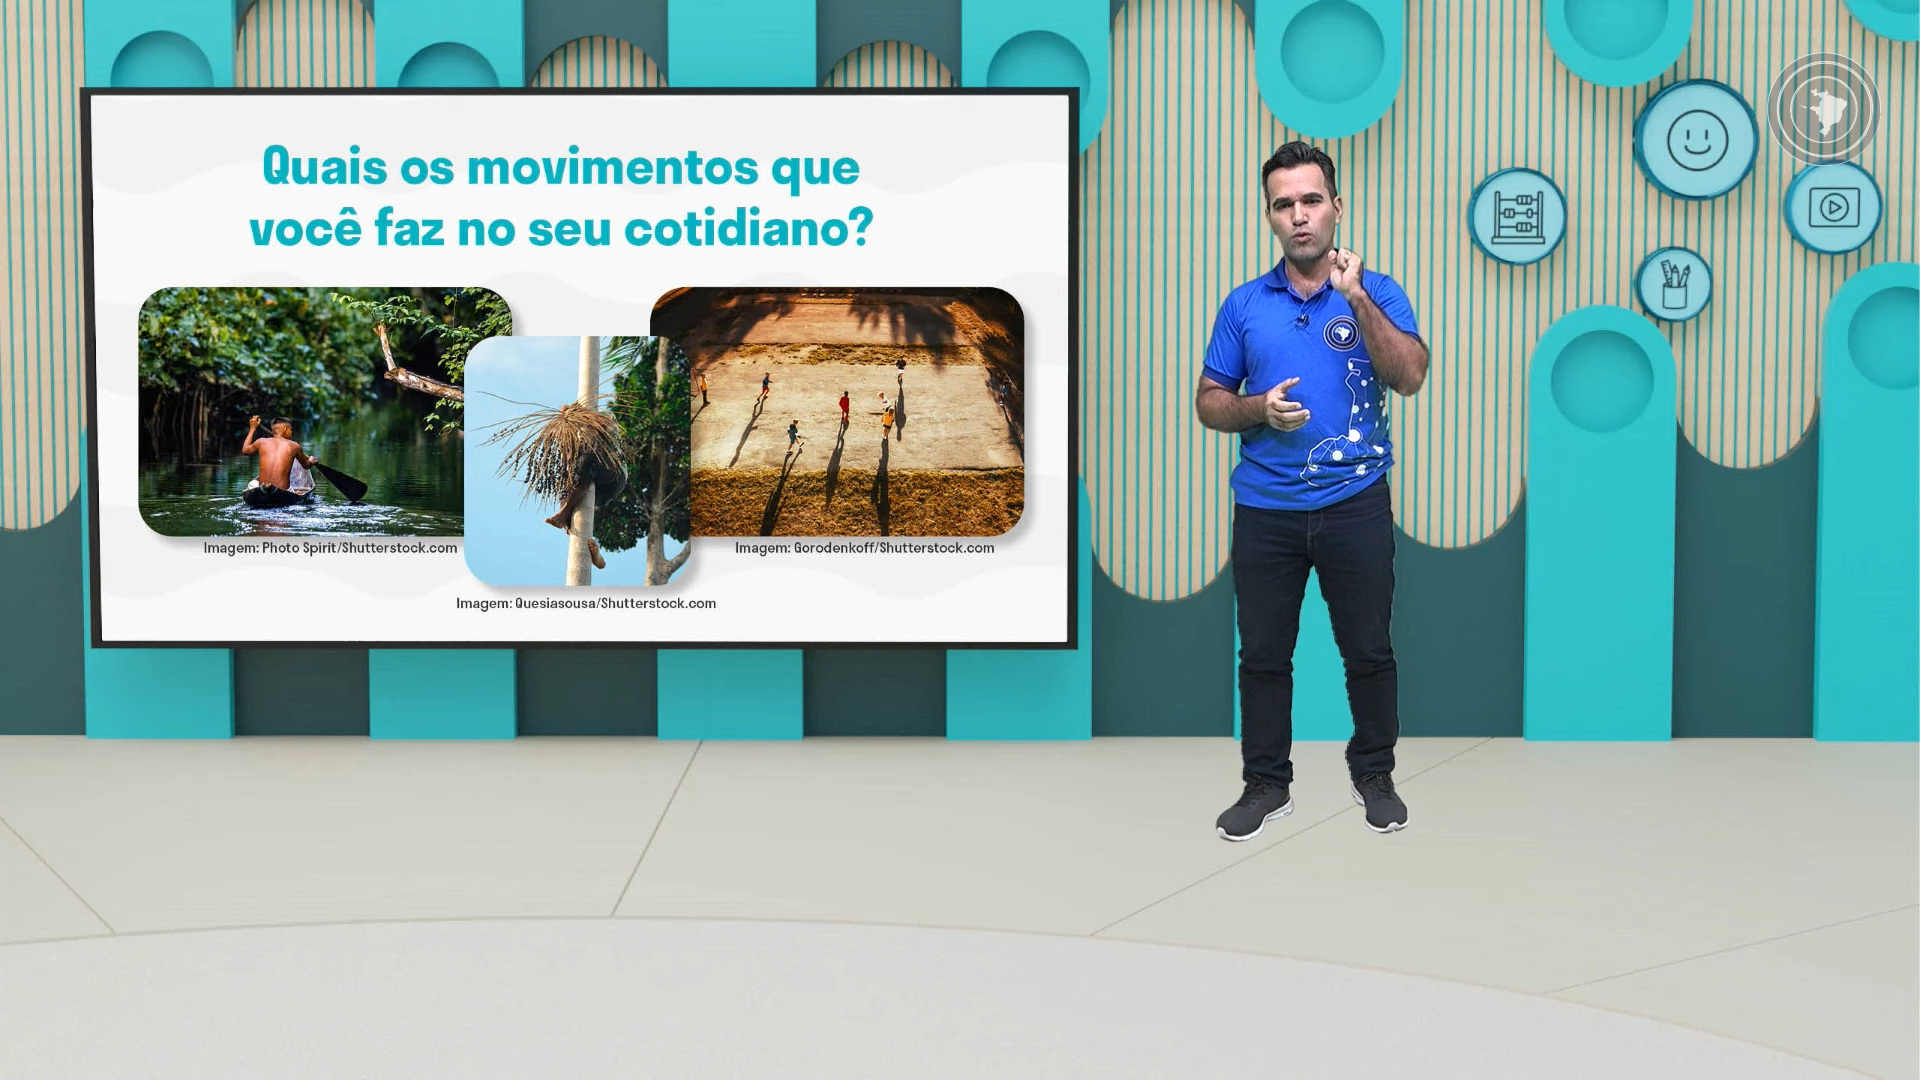 Quais os movimentos que
você faz no seu cotidiano?
Imagem: Photo Spirit/Shutterstock.com
Imagem: Gorodenkoff/Shutterstock.com
Imagem: Quesiasousa/Shutterstock.com